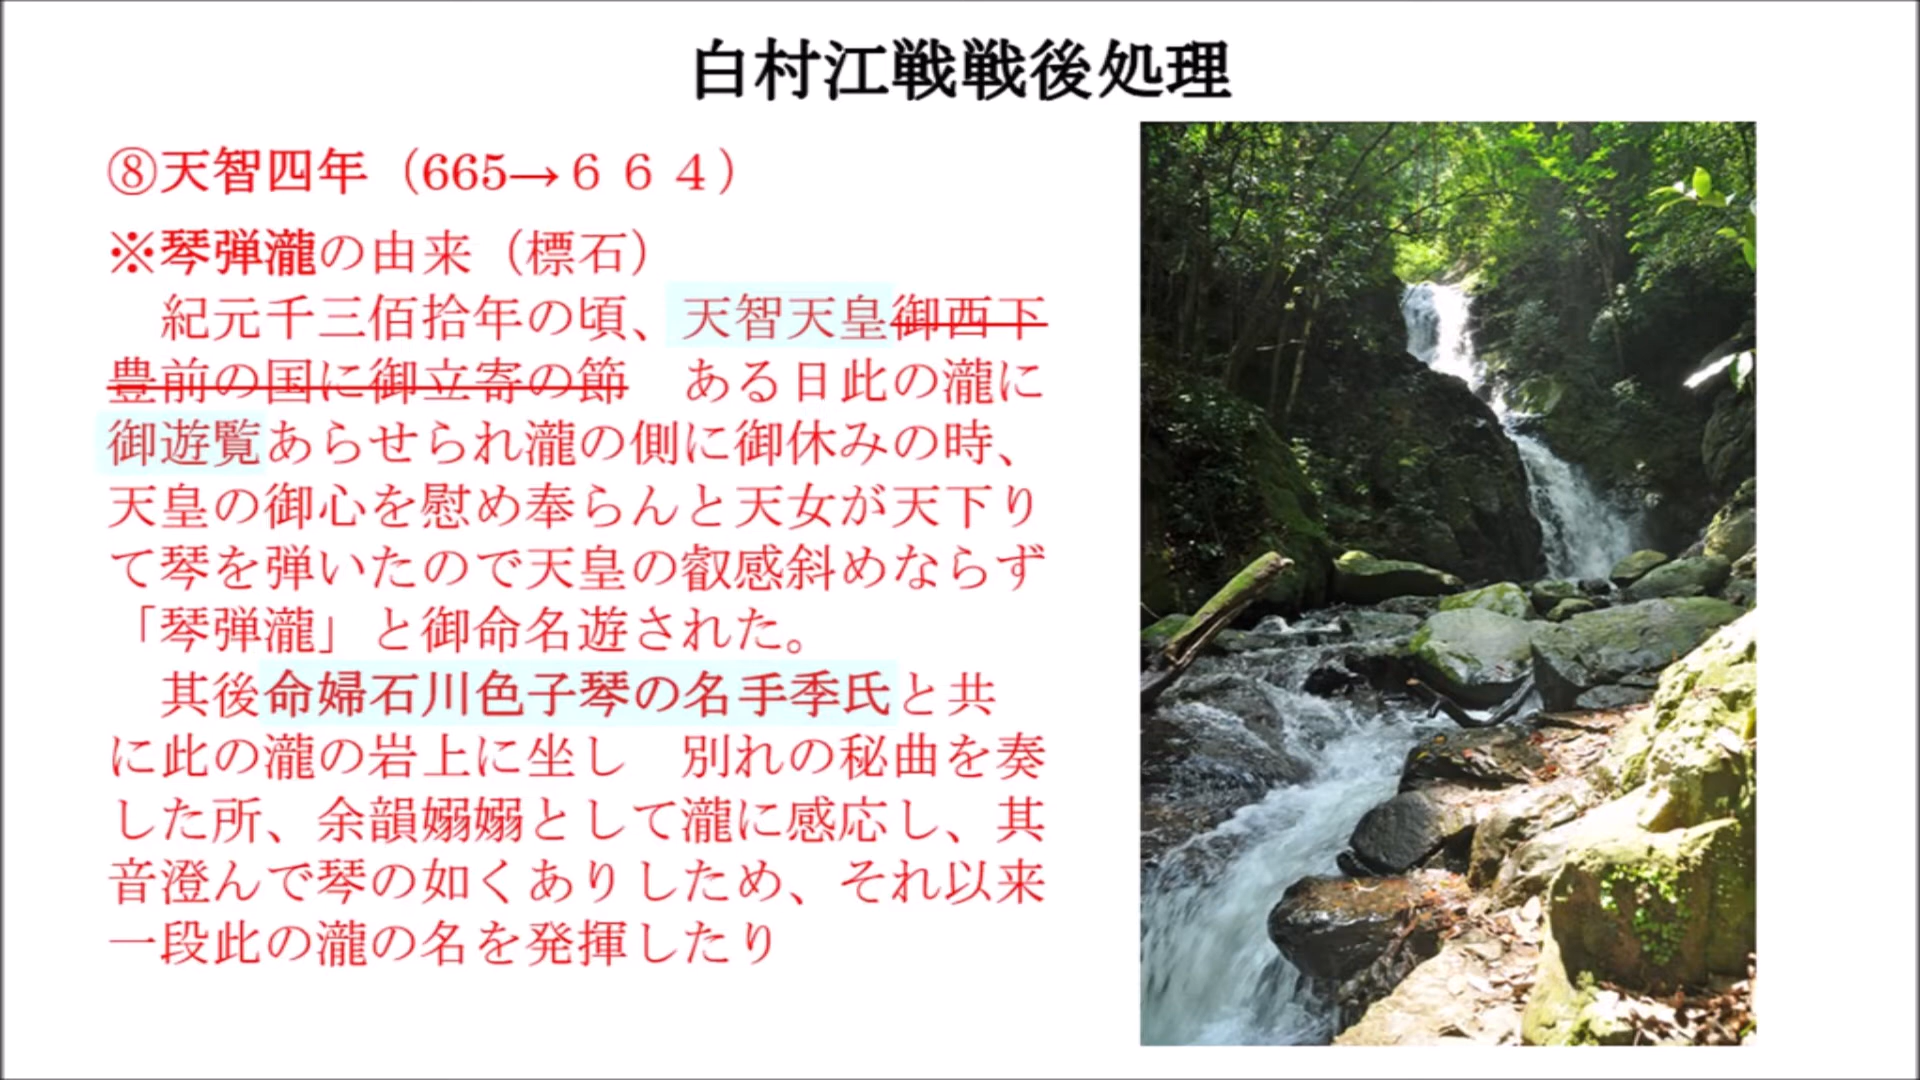 白村江戦戦後処理
⑧天智四年（665→６６４）
※琴弾瀧の由来（標石）
　紀元千三佰拾年の頃、天智天皇御西下
豊前の国に御立寄の節　ある日此の瀧に
御遊覧あらせられ瀧の側に御休みの時、
天皇の御心を慰め奉らんと天女が天下り
て琴を弾いたので天皇の叡感斜めならず
「琴弾瀧」と御命名遊された。
　其後命婦石川色子琴の名手季氏と共
に此の瀧の岩上に坐し　別れの秘曲を奏
した所、余韻嫋嫋として瀧に感応し、其
音澄んで琴の如くありしため、それ以来
一段此の瀧の名を発揮したり